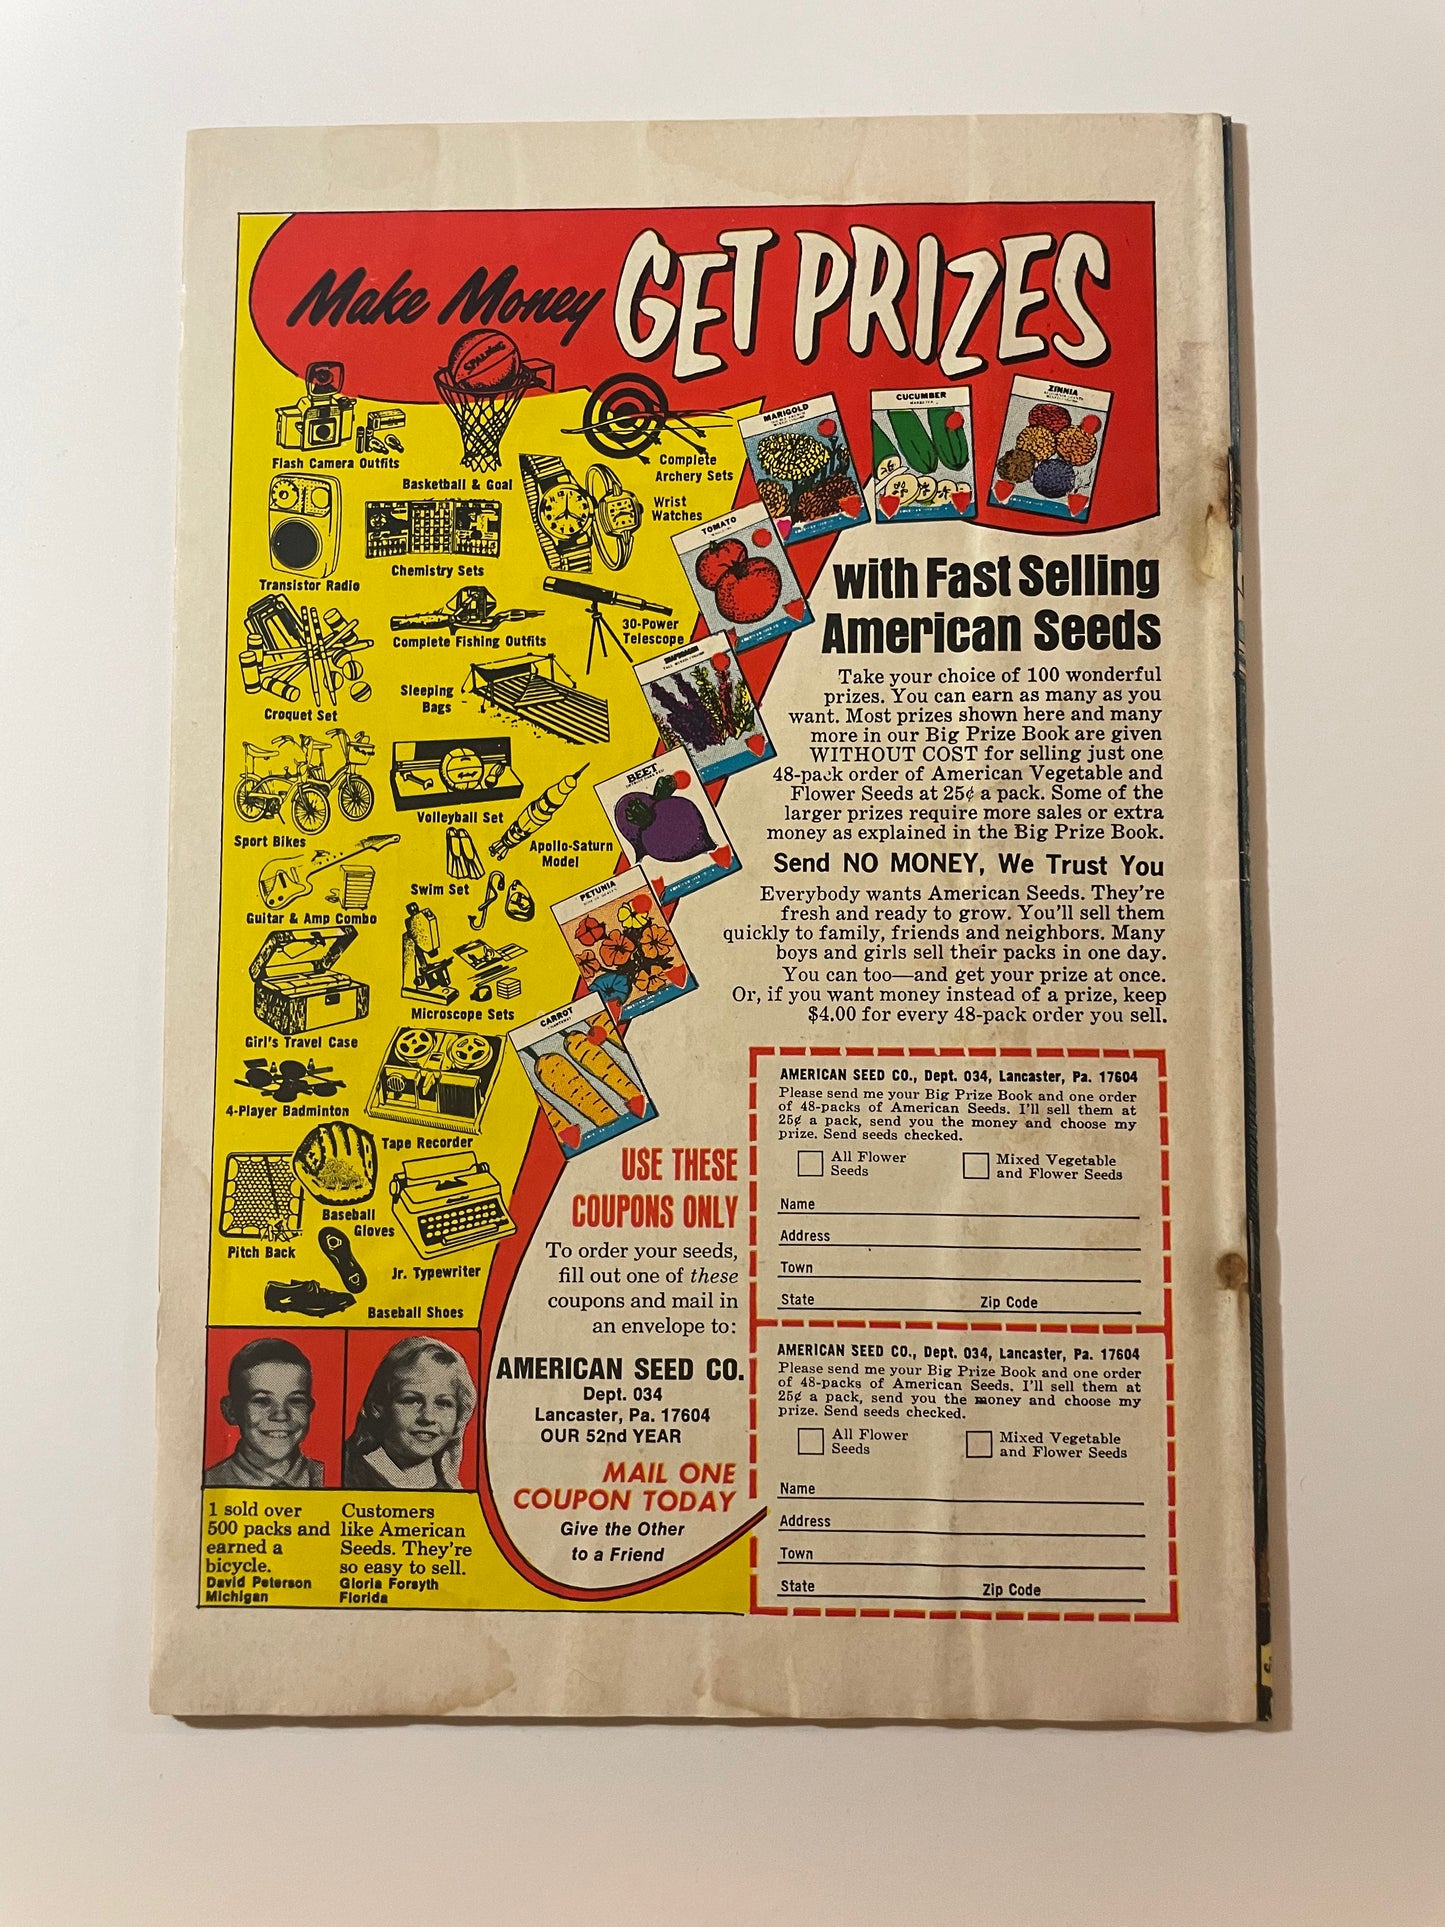 Make Money GET PRIZES
SPALDING
Flash Camera Outfits
Basketball & Goal
Complete
Archery Sets
Wrist
Watches
Transistor Radio
Chemistry Sets
Complete Fishing Outfits
30-Power
Telescope
Croquet Set
Sleeping
Bags
Sport Bikes
Volleyball Set
Apollo-Saturn
Model
Swim Set
Guitar & Amp Combo
Microscope Sets
Girl's Travel Case
4-Player Badminton
Tape Recorder
Baseball
Gloves
Pitch Back
Jr. Typewriter
Baseball Shoes
MARIGOLD
CUCUMBER
ZINNIA
TOMATO
SNAPDRAGON
BEET
PETUNIA
CARROT
with Fast Selling
American Seeds
Take your choice of 100 wonderful
prizes. You can earn as many as you
want. Most prizes shown here and many
more in our Big Prize Book are given
WITHOUT COST for selling just one
48-pack order of American Vegetable and
Flower Seeds at 25¢ a pack. Some of the
larger prizes require more sales or extra
money as explained in the Big Prize Book.
Send NO MONEY, We Trust You
Everybody wants American Seeds. They're
fresh and ready to grow. You'll sell them
quickly to family, friends and neighbors. Many
boys and girls sell their packs in one day.
You can too—and get your prize at once.
Or, if you want money instead of a prize, keep
$4.00 for every 48-pack order you sell.
USE THESE
COUPONS ONLY
To order your seeds,
fill out one of these
coupons and mail in
an envelope to:
AMERICAN SEED CO.
Dept. 034
Lancaster, Pa. 17604
OUR 52nd YEAR
MAIL ONE
COUPON TODAY
Give the Other
to a Friend
AMERICAN SEED CO., Dept. 034, Lancaster, Pa. 17604
Please send me your Big Prize Book and one order
of 48-packs of American Seeds. I'll sell them at
25¢ a pack, send you the money and choose my
prize. Send seeds checked.
All Flower
Seeds
Mixed Vegetable
and Flower Seeds
Name
Address
Town
State Zip Code
AMERICAN SEED CO., Dept. 034, Lancaster, Pa. 17604
Please send me your Big Prize Book and one order
of 48-packs of American Seeds. I'll sell them at
25¢ a pack, send you the money and choose my
prize. Send seeds checked.
All Flower
Seeds
Mixed Vegetable
and Flower Seeds
Name
Address
Town
State Zip Code
1 sold over
500 packs and
earned a
bicycle.
David Peterson
Michigan
Customers
like American
Seeds. They're
so easy to sell.
Gloria Forsyth
Florida